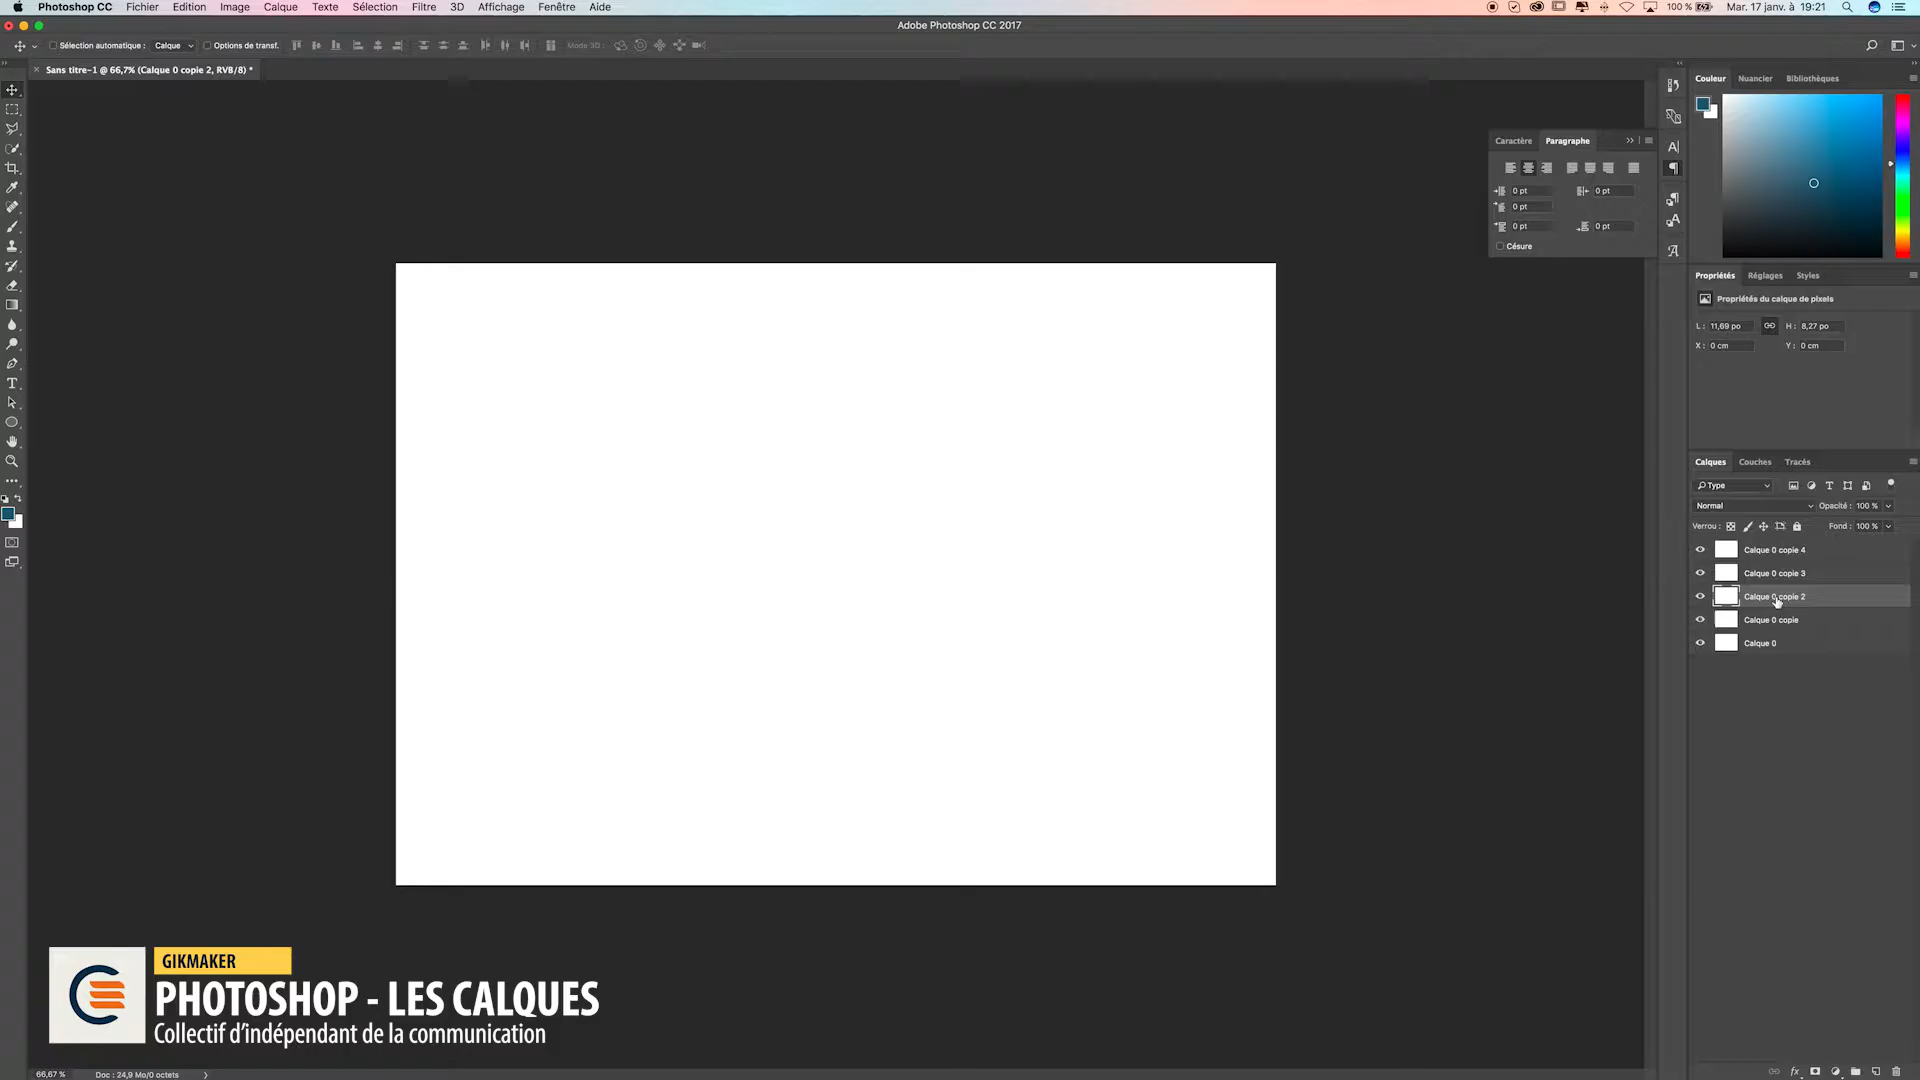 Photoshop CC Fichier Edition Image Calque Texte Sélection Filtre 3D Affichage Fenêtre Aide 100 % Mar. 17 janv. à 19:21
Adobe Photoshop CC 2017
Sélection automatique : Calque Options de transf. Mode 3D :
Sans titre-1 @ 66,7% (Calque 0 copie 2, RVB/8) *
Couleur Nuancier Bibliothèques
Caractère Paragraphe
0 pt 0 pt
0 pt
0 pt 0 pt
Césure
Propriétés Réglages Styles
Propriétés du calque de pixels
L : 11,69 po H : 8,27 po
X : 0 cm Y : 0 cm
Calques Couches Tracés
Type
Normal Opacité : 100 %
Verrou : Fond : 100 %
Calque 0 copie 4
Calque 0 copie 3
Calque 0 copie 2
Calque 0 copie
Calque 0
GIKMAKER
PHOTOSHOP - LES CALQUES
Collectif d'indépendant de la communication
66,67 % Doc : 24,9 Mo/0 octets